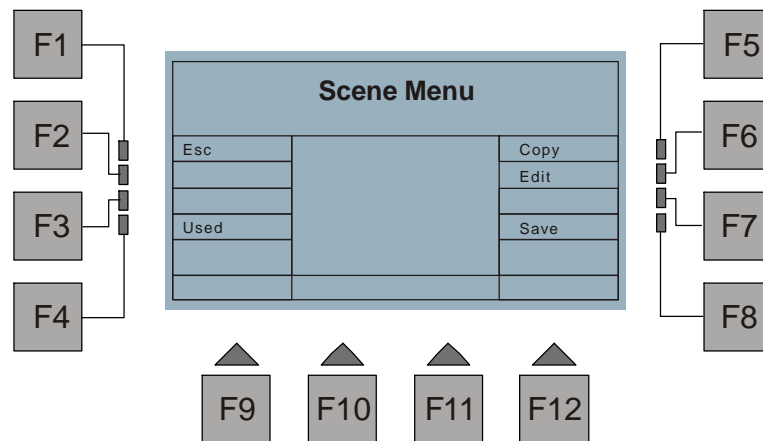 F1
F5
Scene Menu
F2
F6
Esc
Copy
Edit
F3
F7
Used
Save
F4
F8
F9
F10
F11
F12